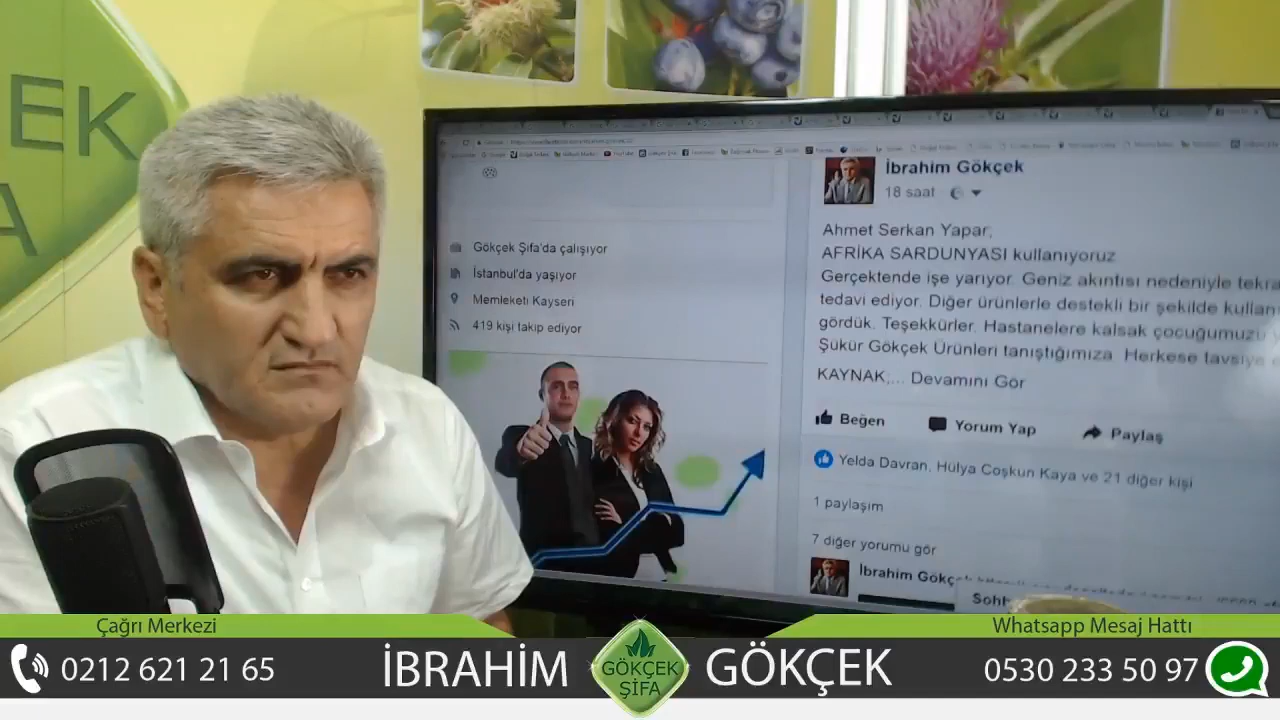 EK
A
İbrahim Gökçek
18 saat
Ahmet Serkan Yapar;
AFRİKA SARDUNYASI kullanıyoruz
Gerçektende işe yarıyor. Geniz akıntısı nedeniyle tekra
tedavi ediyor. Diğer ürünlerle destekli bir şekilde kullan
gördük. Teşekkürler. Hastanelere kalsak çocuğumuzu
Şükür Gökçek Ürünleri tanıştığımıza Herkese tavsiye
KAYNAK;... Devamını Gör
Beğen Yorum Yap Paylaş
Yelda Davran, Hülya Coşkun Kaya ve 21 diğer kişi
1 paylaşım
7 diğer yorumu gör
İbrahim Gökç
Sohb
Gökçek Şifa'da çalışıyor
İstanbul'da yaşıyor
Memleketi Kayseri
419 kişi takip ediyor
Çağrı Merkezi
0212 621 21 65
İBRAHİM
GÖKÇEK
ŞİFA
GÖKÇEK
Whatsapp Mesaj Hattı
0530 233 50 97